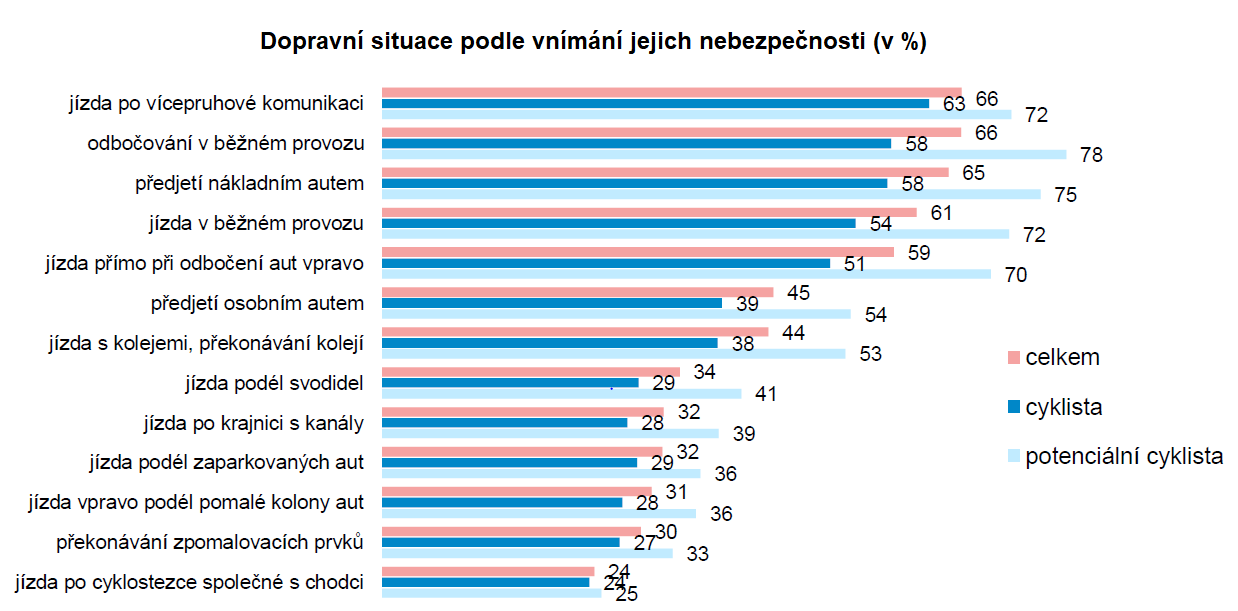 Dopravní situace podle vnímání jejich nebezpečnosti (v %)
jízda po vícepruhové komunikaci
66
63
72
odbočování v běžném provozu
66
58
78
předjetí nákladním autem
65
58
75
jízda v běžném provozu
61
54
72
jízda přímo při odbočení aut vpravo
59
51
70
předjetí osobním autem
45
39
54
jízda s kolejemi, překonávání kolejí
44
38
53
jízda podél svodidel
34
29
41
jízda po krajnici s kanály
32
28
39
jízda podél zaparkovaných aut
32
29
36
jízda vpravo podél pomalé kolony aut
31
28
36
překonávání zpomalovacích prvků
30
27
33
jízda po cyklostezce společné s chodci
24
24
25
celkem
cyklista
potenciální cyklista